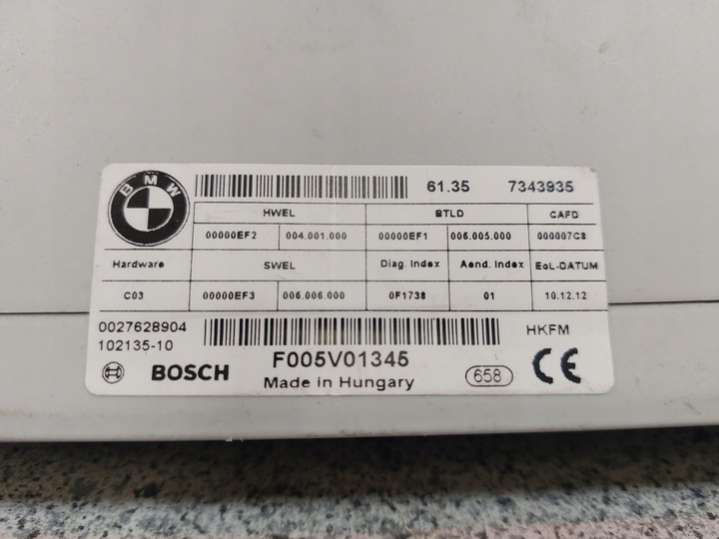 BMW
61.35 7343935
HWEL BTLD CAFD
00000EF2 004.001.000 00000EF1 006.005.000 000007C8
Hardware SWEL Diag. Index Aend. Index EoL-DATUM
C03 00000EF3 006.006.000 0F1738 01 10.12.12
0027628904 HKFM
102135-10
BOSCH F005V01345 658 CE
Made in Hungary